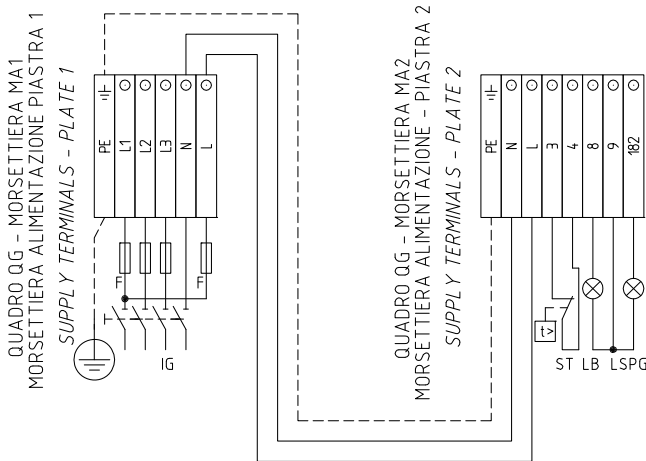 QUADRO QG - MORSETTIERA MA1
MORSETTIERA ALIMENTAZIONE PIASTRA 1
SUPPLY TERMINALS - PLATE 1
PE
L1
L2
L3
N
L
F
F
IG
QUADRO QG - MORSETTIERA MA2
MORSETTIERA ALIMENTAZIONE - PIASTRA 2
SUPPLY TERMINALS - PLATE 2
PE
N
L
3
4
8
9
182
t>
ST LB LSPG